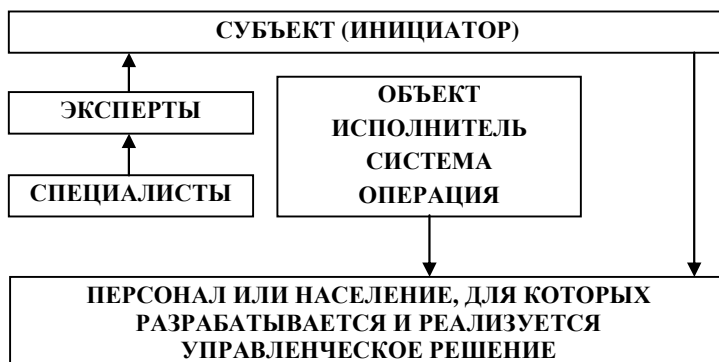 СУБЪЕКТ (ИНИЦИАТОР)
ЭКСПЕРТЫ
СПЕЦИАЛИСТЫ
ОБЪЕКТ
ИСПОЛНИТЕЛЬ
СИСТЕМА
ОПЕРАЦИЯ
ПЕРСОНАЛ ИЛИ НАСЕЛЕНИЕ, ДЛЯ КОТОРЫХ
РАЗРАБАТЫВАЕТСЯ И РЕАЛИЗУЕТСЯ
УПРАВЛЕНЧЕСКОЕ РЕШЕНИЕ